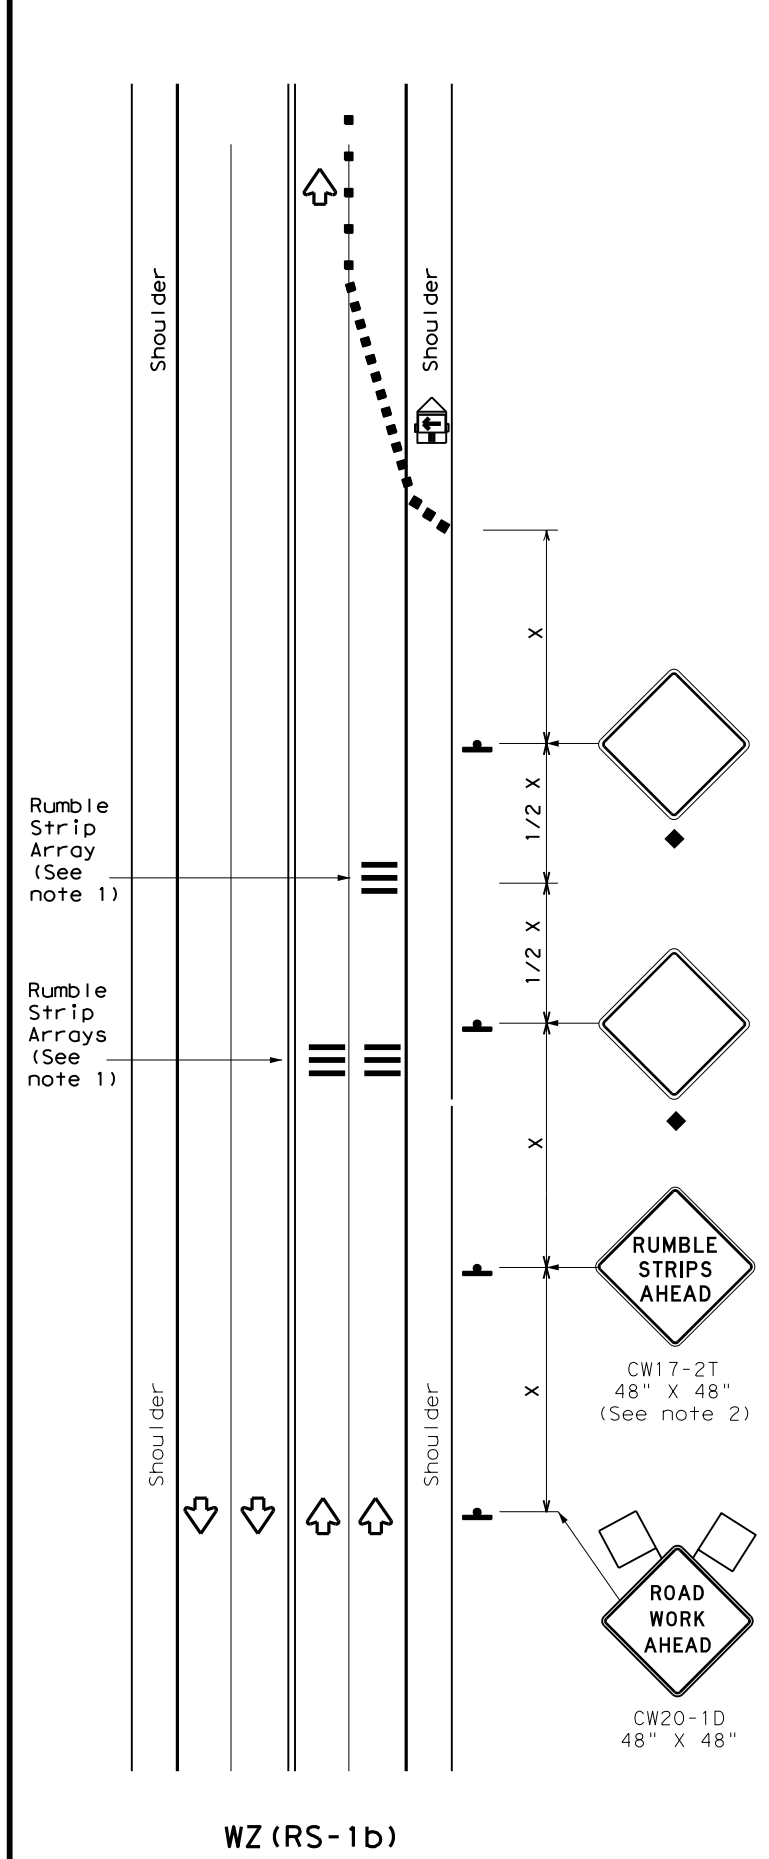 Shoulder
Shoulder
X
Rumble
Strip
Array
(See
note 1)
1/2 X
1/2 X
Rumble
Strip
Arrays
(See
note 1)
X
RUMBLE
STRIPS
AHEAD
CW17-2T
48" X 48"
(See note 2)
X
Shoulder
Shoulder
ROAD
WORK
AHEAD
CW20-1D
48" X 48"
WZ(RS-1b)